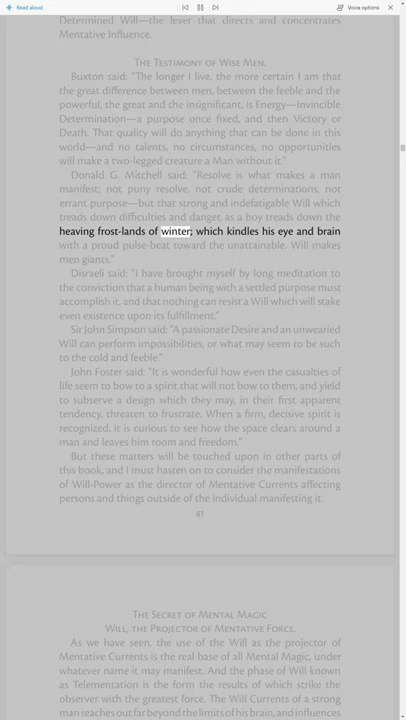 Read aloud
Voice options
Determined Will—the lever that directs and concentrates
Mentative Influence.
The Testimony of Wise Men.
Buxton said: "The longer I live, the more certain I am that
the great difference between men, between the feeble and the
powerful, the great and the insignificant, is Energy—Invincible
Determination—a purpose once fixed, and then Victory or
Death. That quality will do anything that can be done in this
world—and no talents, no circumstances, no opportunities
will make a two-legged creature a Man without it."
Donald G. Mitchell said: "Resolve is what makes a man
manifest; not puny resolve, not crude determinations, not
errant purpose—but that strong and indefatigable Will which
treads down difficulties and danger, as a boy treads down the
heaving frost-lands of winter; which kindles his eye and brain
with a proud pulse-beat toward the unattainable. Will makes
men giants."
Disraeli said: "I have brought myself by long meditation to
the conviction that a human being with a settled purpose must
accomplish it, and that nothing can resist a Will which will stake
even existence upon its fulfillment."
Sir John Simpson said: "A passionate Desire and an unwearied
Will can perform impossibilities, or what may seem to be such
to the cold and feeble."
John Foster said: "It is wonderful how even the casualties of
life seem to bow to a spirit that will not bow to them, and yield
to subserve a design which they may, in their first apparent
tendency, threaten to frustrate. When a firm, decisive spirit is
recognized, it is curious to see how the space clears around a
man and leaves him room and freedom."
But these matters will be touched upon in other parts of
this book, and I must hasten on to consider the manifestations
of Will-Power as the director of Mentative Currents affecting
persons and things outside of the individual manifesting it.
41
The Secret of Mental Magic
Will, the Projector of Mentative Force.
As we have seen, the use of the Will as the projector of
Mentative Currents is the real base of all Mental Magic, under
whatever name it may manifest. And the phase of Will known
as Telementation is the form the results of which strike the
observer with the greatest force. The Will Currents of a strong
man reaches out far beyond the limits of his brain, and influences